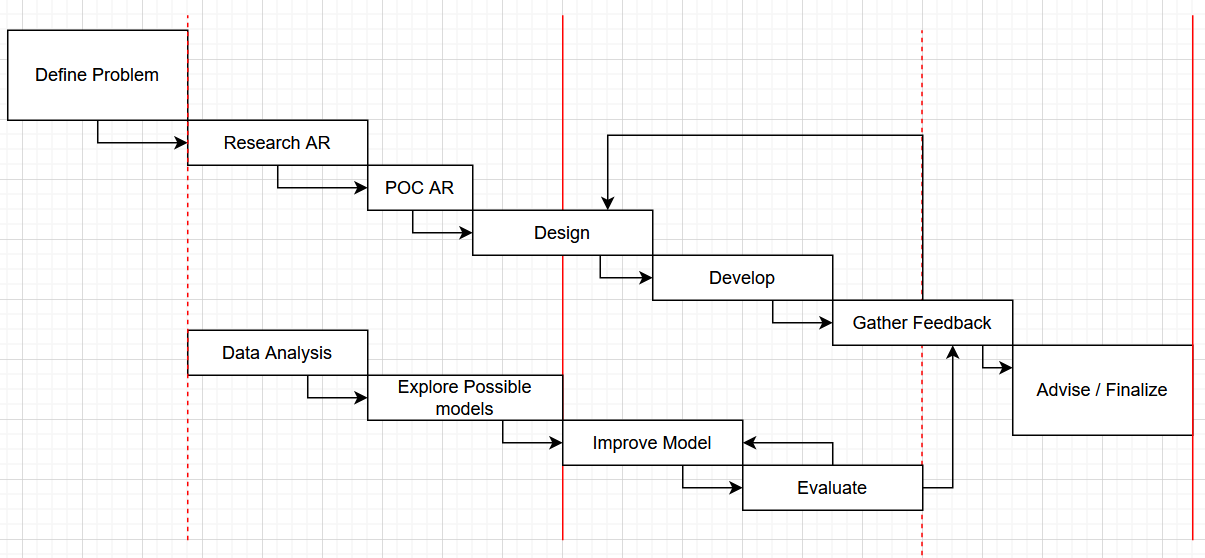 Define Problem
Research AR
POC AR
Design
Develop
Gather Feedback
Data Analysis
Explore Possible
models
Improve Model
Evaluate
Advise / Finalize